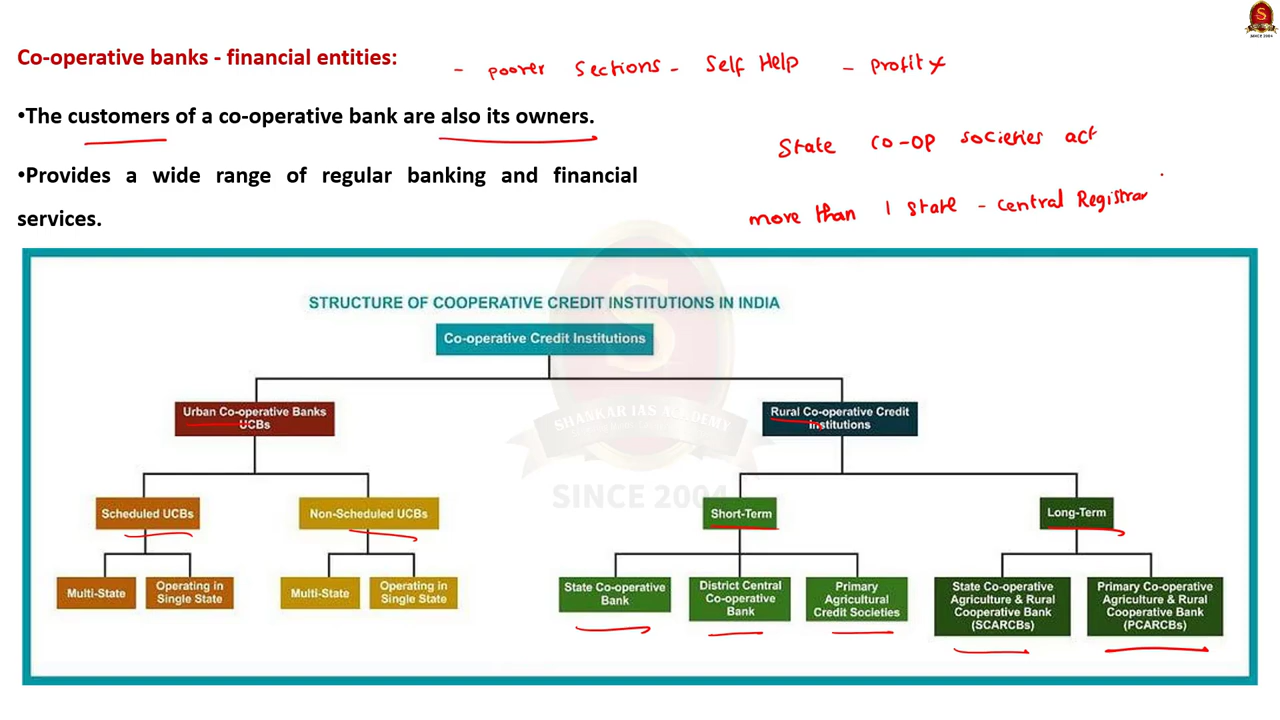 SINCE 2004
Co-operative banks - financial entities:
- poorer sections - Self Help - profit x
•The customers of a co-operative bank are also its owners.
State co-op societies act
•Provides a wide range of regular banking and financial
services.
more than 1 state - central Registrar
STRUCTURE OF COOPERATIVE CREDIT INSTITUTIONS IN INDIA
Co-operative Credit Institutions
Urban Co-operative Banks
UCBs
Rural Co-operative Credit
Institutions
SHANKAR IAS ACADEMY
SINCE 2004
Scheduled UCBs
Non-Scheduled UCBs
Short-Term
Long-Term
Multi-State
Operating in
Single State
Multi-State
Operating in
Single State
State Co-operative
Bank
District Central
Co-operative
Bank
Primary
Agricultural
Credit Societies
State Co-operative
Agriculture & Rural
Cooperative Bank
(SCARCBs)
Primary Co-operative
Agriculture & Rural
Cooperative Bank
(PCARCBs)